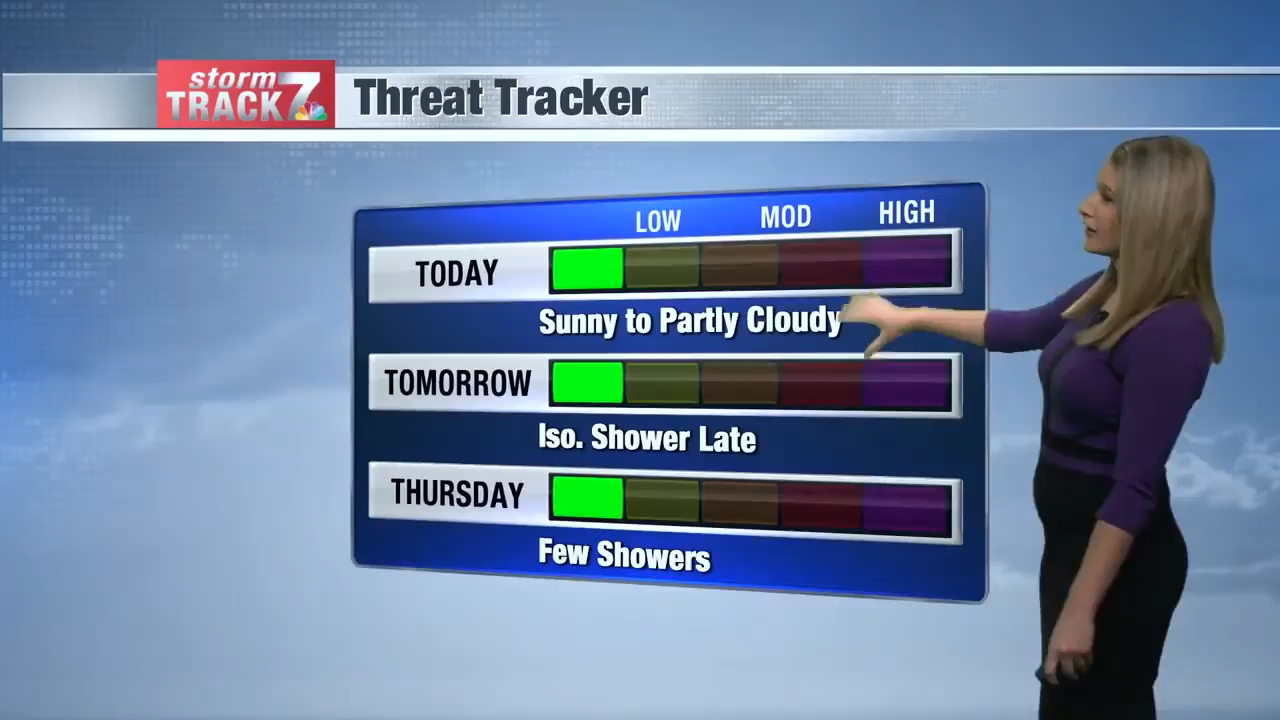 storm
TRACK 7
Threat Tracker
LOW MOD HIGH
TODAY
Sunny to Partly Cloudy
TOMORROW
Iso. Shower Late
THURSDAY
Few Showers